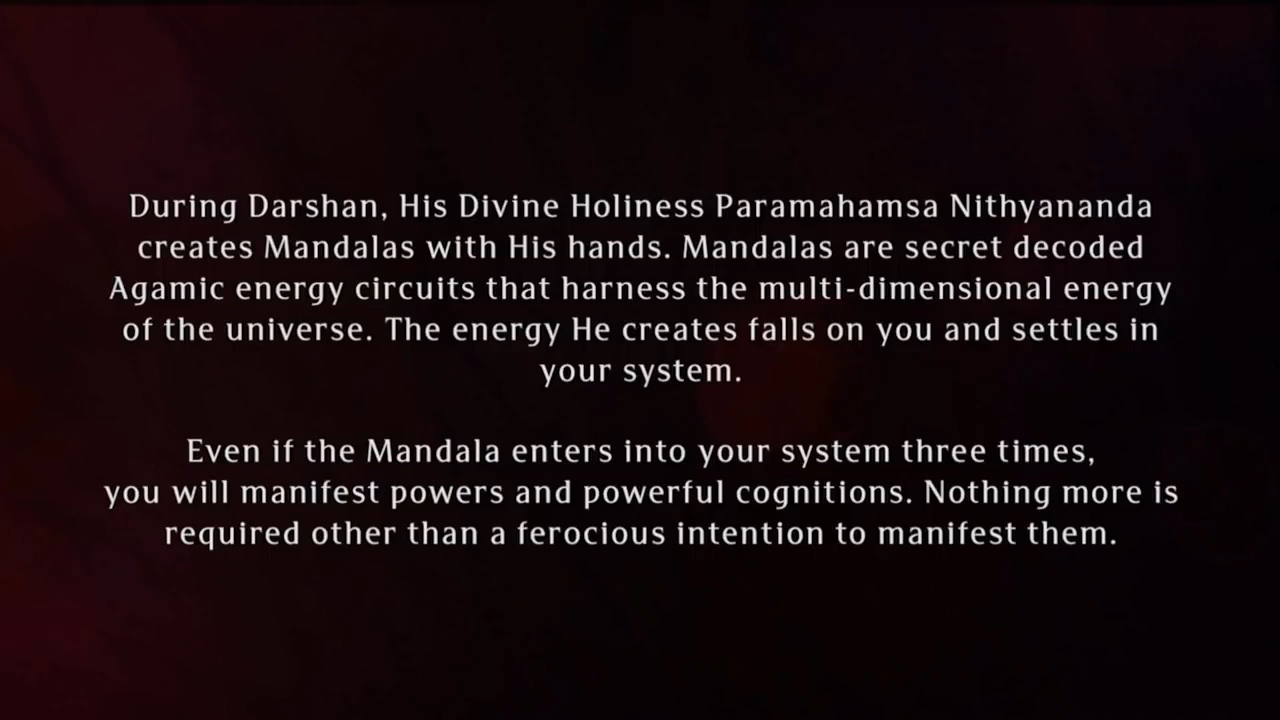 During Darshan, His Divine Holiness Paramahamsa Nithyananda
creates Mandalas with His hands. Mandalas are secret decoded
Agamic energy circuits that harness the multi-dimensional energy
of the universe. The energy He creates falls on you and settles in
your system.
Even if the Mandala enters into your system three times,
you will manifest powers and powerful cognitions. Nothing more is
required other than a ferocious intention to manifest them.